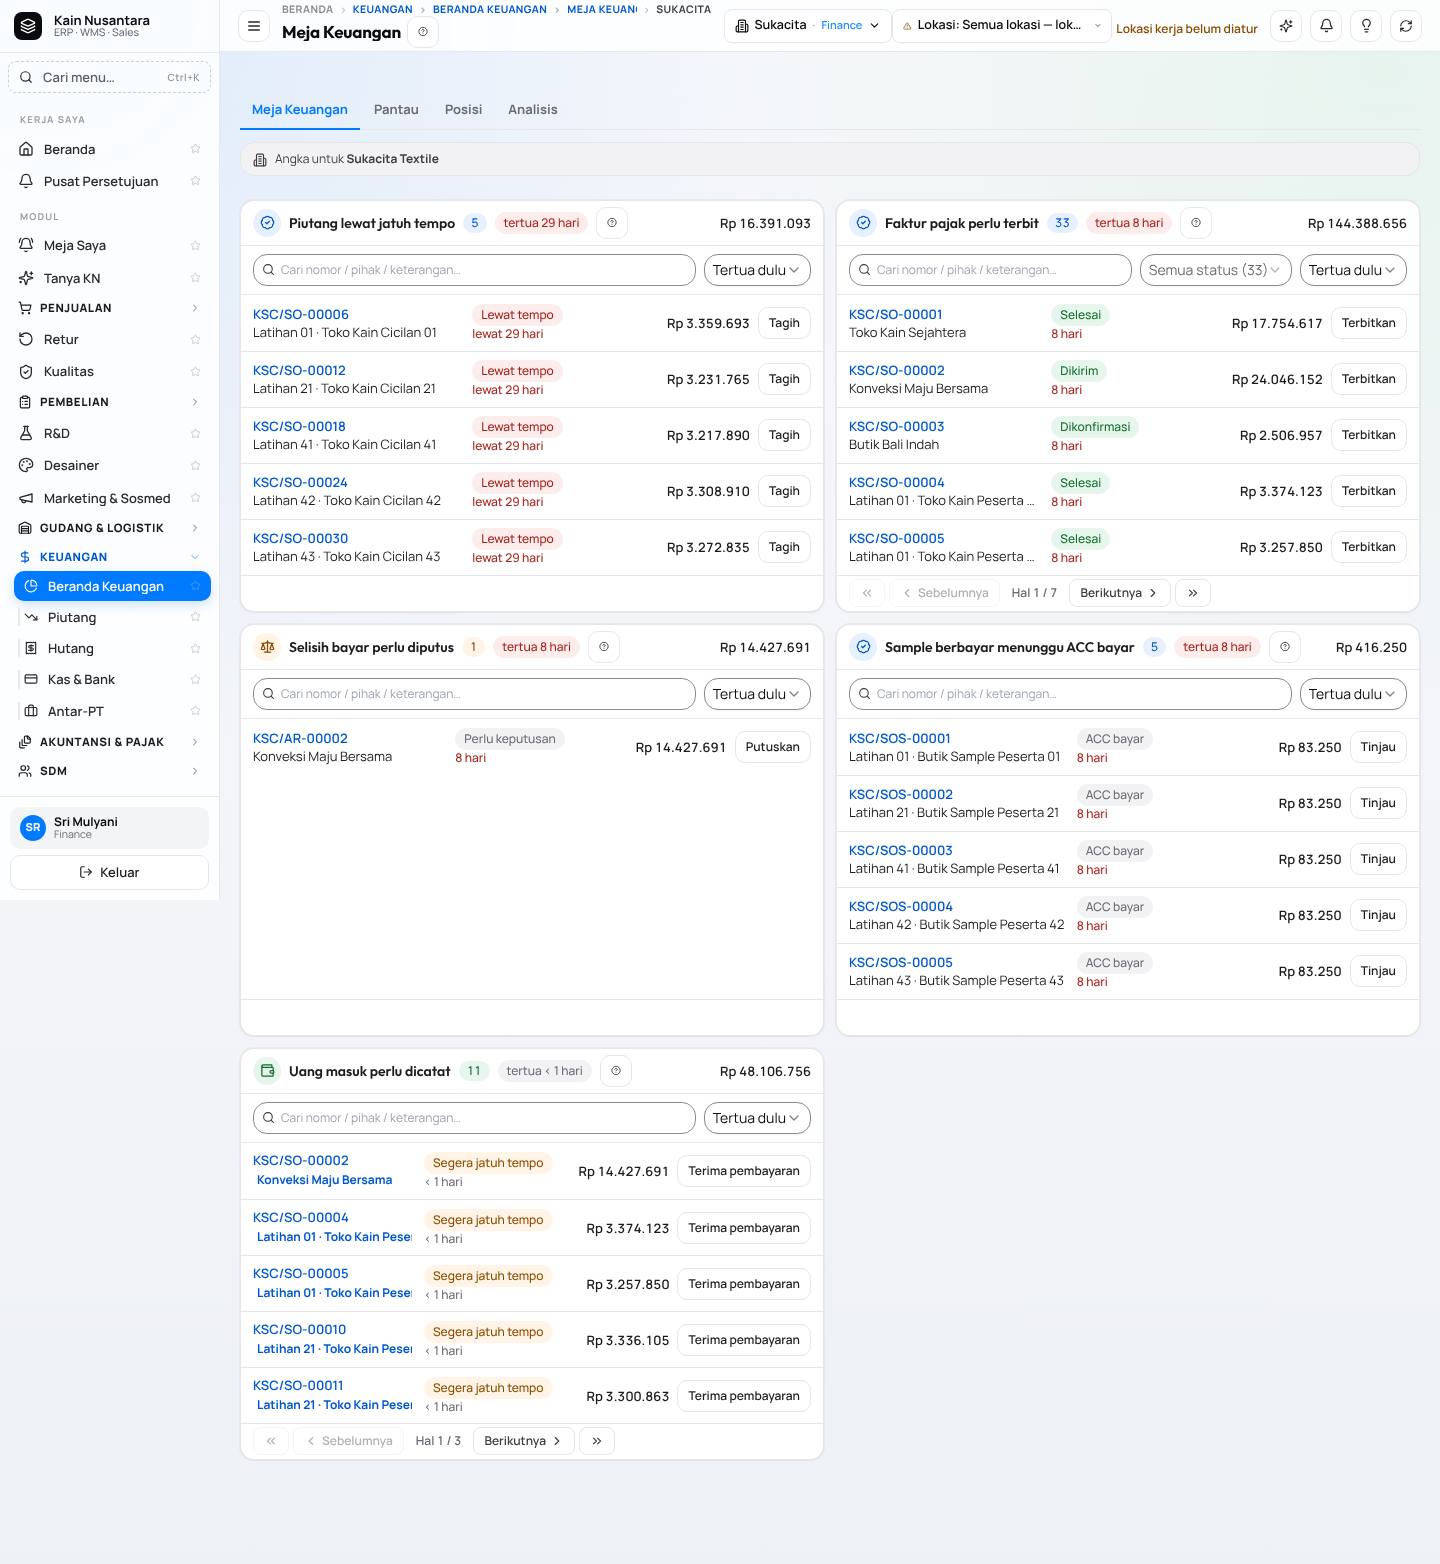 Kain Nusantara
ERP · WMS · Sales
Cari menu... Ctrl+K
KERJA SAYA
Beranda
Pusat Persetujuan
MODUL
Meja Saya
Tanya KN
PENJUALAN
Retur
Kualitas
PEMBELIAN
R&D
Desainer
Marketing & Sosmed
GUDANG & LOGISTIK
KEUANGAN
Beranda Keuangan
Piutang
Hutang
Kas & Bank
Antar-PT
AKUNTANSI & PAJAK
SDM
SR Sri Mulyani
Finance
Keluar
BERANDA > KEUANGAN > BERANDA KEUANGAN > MEJA KEUAN > SUKACITA
Meja Keuangan
Sukacita · Finance
Lokasi: Semua lokasi — lok...
Lokasi kerja belum diatur
Meja Keuangan Pantau Posisi Analisis
Angka untuk Sukacita Textile
Piutang lewat jatuh tempo 5 tertua 29 hari Rp 16.391.093
Cari nomor / pihak / keterangan... Tertua dulu
KSC/SO-00006 Lewat tempo
Latihan 01 · Toko Kain Cicilan 01 lewat 29 hari Rp 3.359.693 Tagih
KSC/SO-00012 Lewat tempo
Latihan 21 · Toko Kain Cicilan 21 lewat 29 hari Rp 3.231.765 Tagih
KSC/SO-00018 Lewat tempo
Latihan 41 · Toko Kain Cicilan 41 lewat 29 hari Rp 3.217.890 Tagih
KSC/SO-00024 Lewat tempo
Latihan 42 · Toko Kain Cicilan 42 lewat 29 hari Rp 3.308.910 Tagih
KSC/SO-00030 Lewat tempo
Latihan 43 · Toko Kain Cicilan 43 lewat 29 hari Rp 3.272.835 Tagih
Faktur pajak perlu terbit 33 tertua 8 hari Rp 144.388.656
Cari nomor / pihak / keterangan... Semua status (33) Tertua dulu
KSC/SO-00001 Selesai
Toko Kain Sejahtera 8 hari Rp 17.754.617 Terbitkan
KSC/SO-00002 Dikirim
Konveksi Maju Bersama 8 hari Rp 24.046.152 Terbitkan
KSC/SO-00003 Dikonfirmasi
Butik Bali Indah 8 hari Rp 2.506.957 Terbitkan
KSC/SO-00004 Selesai
Latihan 01 · Toko Kain Peserta ... 8 hari Rp 3.374.123 Terbitkan
KSC/SO-00005 Selesai
Latihan 01 · Toko Kain Peserta ... 8 hari Rp 3.257.850 Terbitkan
Sebelumnya Hal 1 / 7 Berikutnya
Selisih bayar perlu diputus 1 tertua 8 hari Rp 14.427.691
Cari nomor / pihak / keterangan... Tertua dulu
KSC/AR-00002 Perlu keputusan
Konveksi Maju Bersama 8 hari Rp 14.427.691 Putuskan
Sample berbayar menunggu ACC bayar 5 tertua 8 hari Rp 416.250
Cari nomor / pihak / keterangan... Tertua dulu
KSC/SOS-00001 ACC bayar
Latihan 01 · Butik Sample Peserta 01 8 hari Rp 83.250 Tinjau
KSC/SOS-00002 ACC bayar
Latihan 21 · Butik Sample Peserta 21 8 hari Rp 83.250 Tinjau
KSC/SOS-00003 ACC bayar
Latihan 41 · Butik Sample Peserta 41 8 hari Rp 83.250 Tinjau
KSC/SOS-00004 ACC bayar
Latihan 42 · Butik Sample Peserta 42 8 hari Rp 83.250 Tinjau
KSC/SOS-00005 ACC bayar
Latihan 43 · Butik Sample Peserta 43 8 hari Rp 83.250 Tinjau
Uang masuk perlu dicatat 11 tertua < 1 hari Rp 48.106.756
Cari nomor / pihak / keterangan... Tertua dulu
KSC/SO-00002 Segera jatuh tempo
Konveksi Maju Bersama < 1 hari Rp 14.427.691 Terima pembayaran
KSC/SO-00004 Segera jatuh tempo
Latihan 01 · Toko Kain Peser < 1 hari Rp 3.374.123 Terima pembayaran
KSC/SO-00005 Segera jatuh tempo
Latihan 01 · Toko Kain Peser < 1 hari Rp 3.257.850 Terima pembayaran
KSC/SO-00010 Segera jatuh tempo
Latihan 21 · Toko Kain Peser < 1 hari Rp 3.336.105 Terima pembayaran
KSC/SO-00011 Segera jatuh tempo
Latihan 21 · Toko Kain Peser < 1 hari Rp 3.300.863 Terima pembayaran
Sebelumnya Hal 1 / 3 Berikutnya